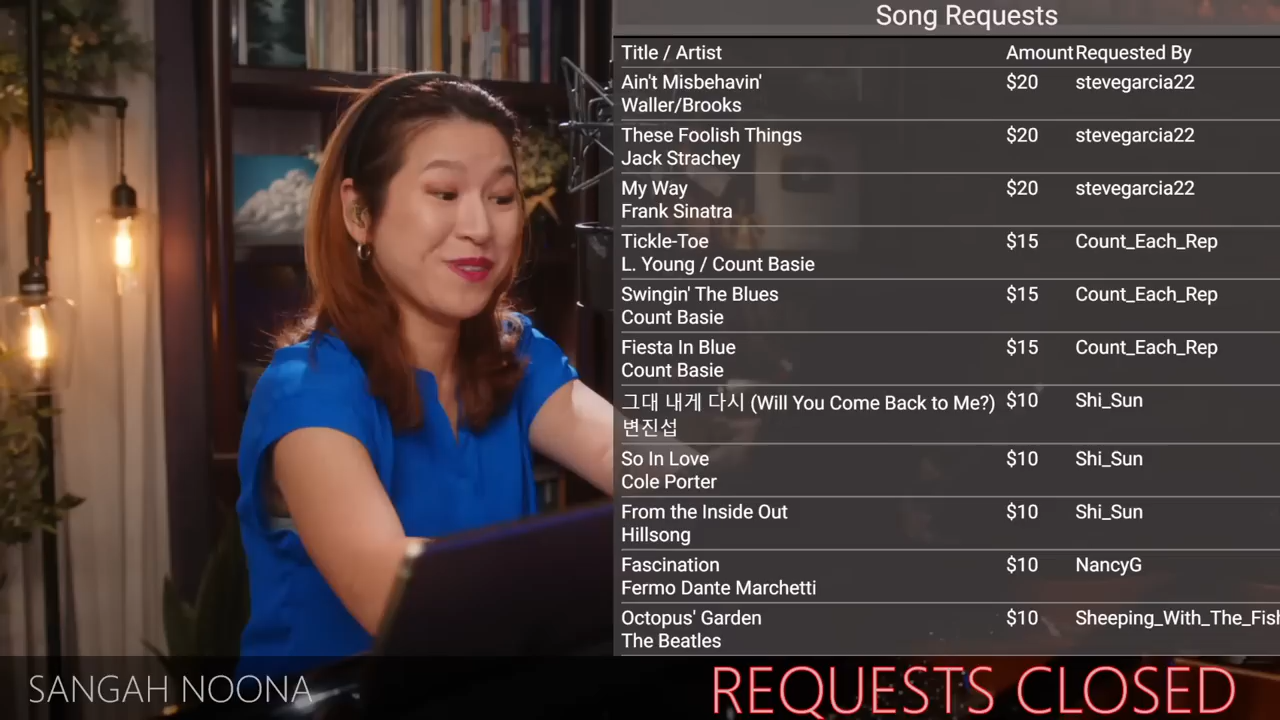 Song Requests
Title / Artist Amount Requested By
Ain't Misbehavin' $20 stevegarcia22
Waller/Brooks
These Foolish Things $20 stevegarcia22
Jack Strachey
My Way $20 stevegarcia22
Frank Sinatra
Tickle-Toe $15 Count_Each_Rep
L. Young / Count Basie
Swingin' The Blues $15 Count_Each_Rep
Count Basie
Fiesta In Blue $15 Count_Each_Rep
Count Basie
그대 내게 다시 (Will You Come Back to Me?) $10 Shi_Sun
변진섭
So In Love $10 Shi_Sun
Cole Porter
From the Inside Out $10 Shi_Sun
Hillsong
Fascination $10 NancyG
Fermo Dante Marchetti
Octopus' Garden $10 Sheeping_With_The_Fish
The Beatles
SANGAH NOONA
REQUESTS CLOSED